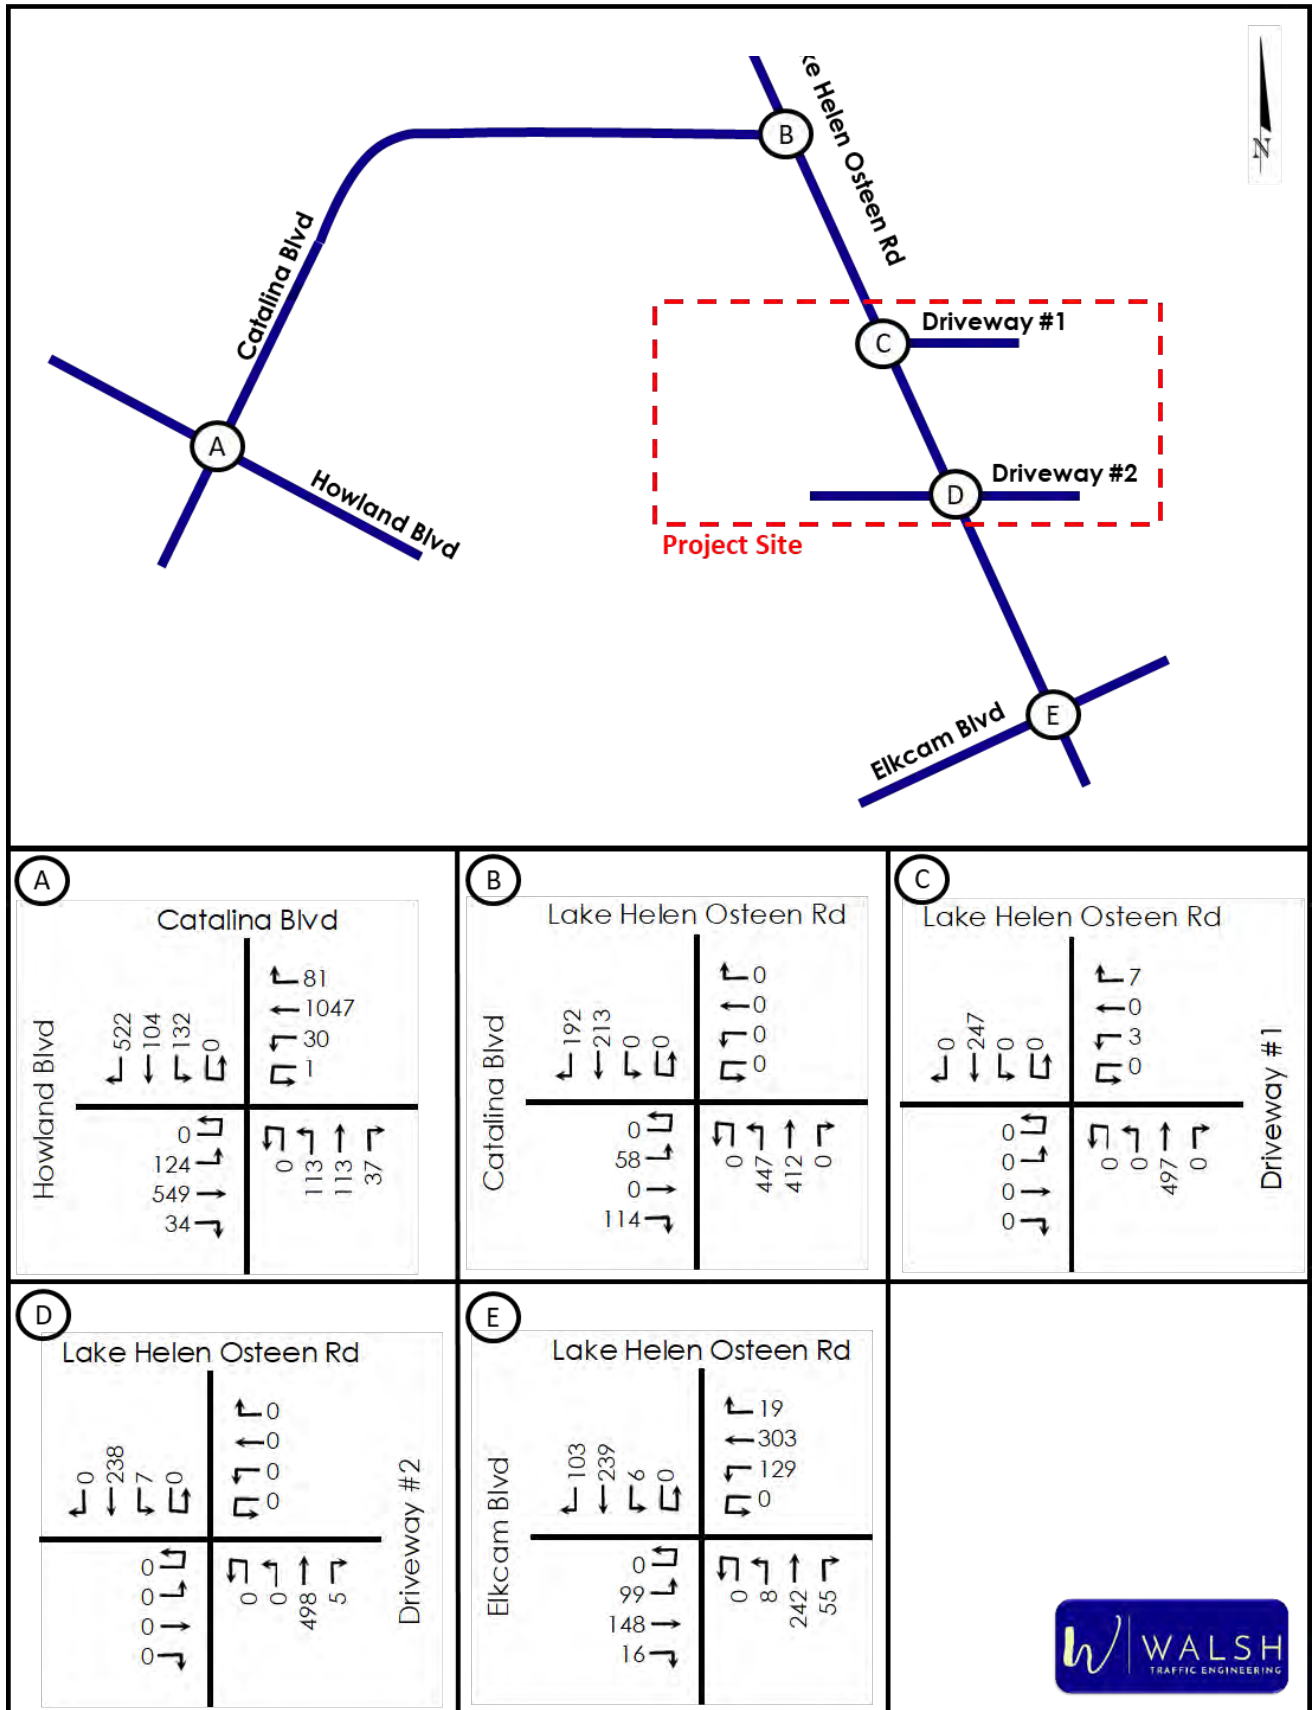 ke Helen Osteen Rd
B
N
Catalina Blvd
Driveway #1
C
A
Howland Blvd
Driveway #2
D
Project Site
Elkcam Blvd
E
A
Catalina Blvd
Howland Blvd
522 104 132 0
81
1047
30
1
0
124
549
34
0 113 113 37
B
Lake Helen Osteen Rd
Catalina Blvd
192 213 0 0
0
0
0
0
0
58
0
114
0 447 412 0
C
Lake Helen Osteen Rd
Driveway #1
0 247 0 0
7
0
3
0
0
0
0
0
0 0 497 0
D
Lake Helen Osteen Rd
Driveway #2
0 238 7 0
0
0
0
0
0
0
0
0
0 0 498 5
E
Lake Helen Osteen Rd
Elkcam Blvd
103 239 6 0
19
303
129
0
0
99
148
16
0 8 242 55
W WALSH
TRAFFIC ENGINEERING